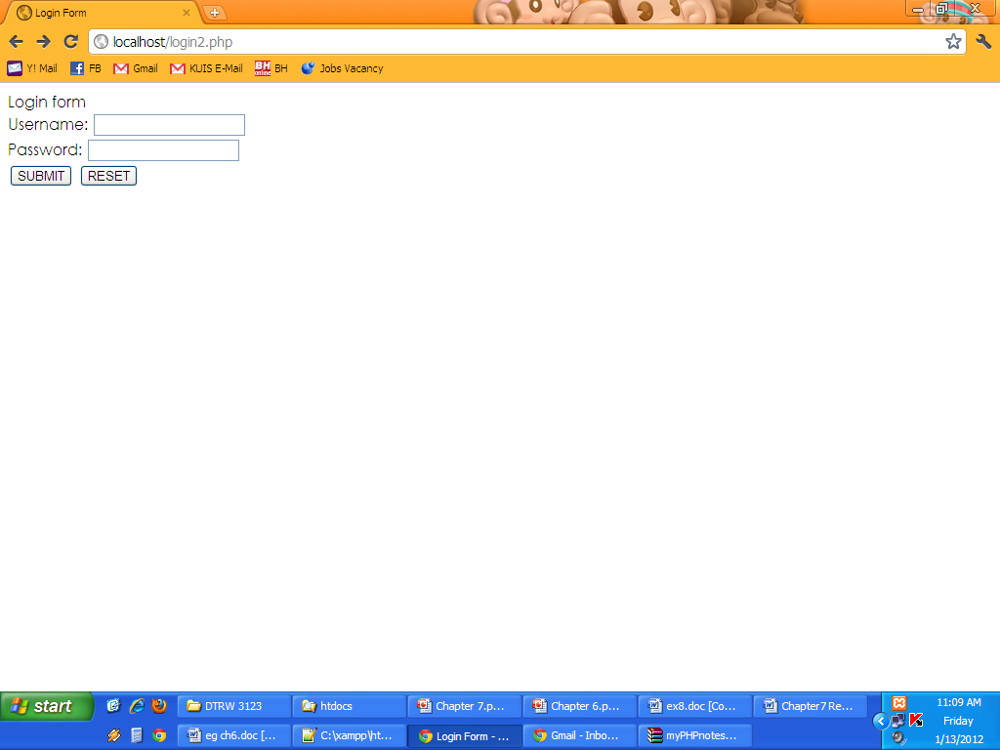 Login Form
localhost/login2.php
Y! Mail FB Gmail KUIS E-Mail BH online BH Jobs Vacancy
Login form
Username:
Password:
SUBMIT RESET
start DTRW 3123 htdocs Chapter 7.p... Chapter 6.p... ex8.doc [Co... Chapter7 Re... 11:09 AM
Friday
eg ch6.doc [... C:\xampp\ht... Login Form - ... Gmail - Inbo... myPHPnotes... 1/13/2012